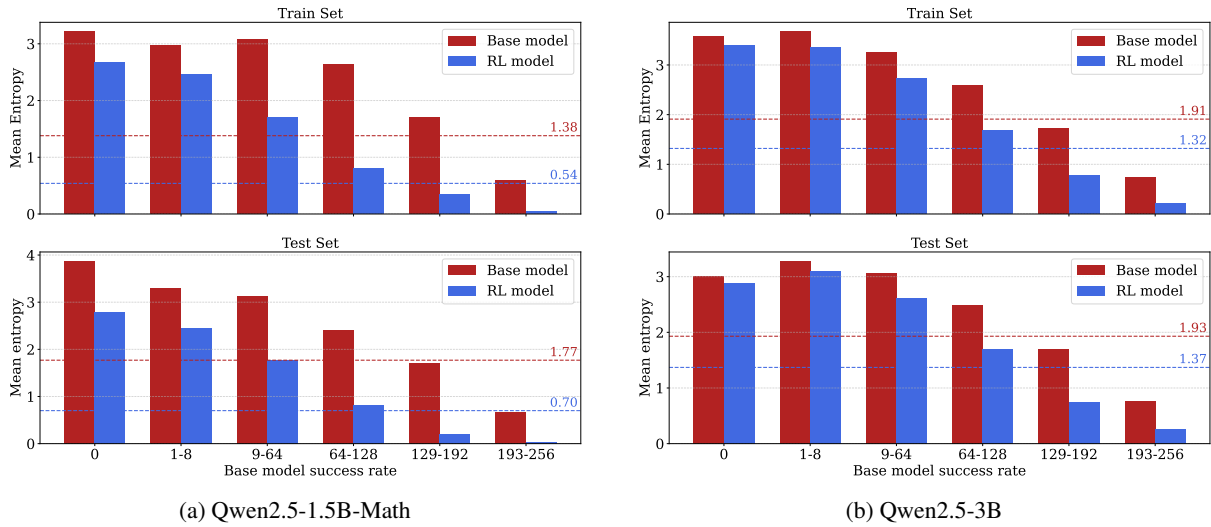 Train Set
Mean Entropy
3
2
1
0
Base model
RL model
1.38
0.54
Test Set
Mean entropy
4
3
2
1
0
Base model
RL model
1.77
0.70
0 1-8 9-64 64-128 129-192 193-256
Base model success rate
(a) Qwen2.5-1.5B-Math
Train Set
Mean Entropy
3
2
1
0
Base model
RL model
1.91
1.32
Test Set
Mean entropy
3
2
1
0
Base model
RL model
1.93
1.37
0 1-8 9-64 64-128 129-192 193-256
Base model success rate
(b) Qwen2.5-3B